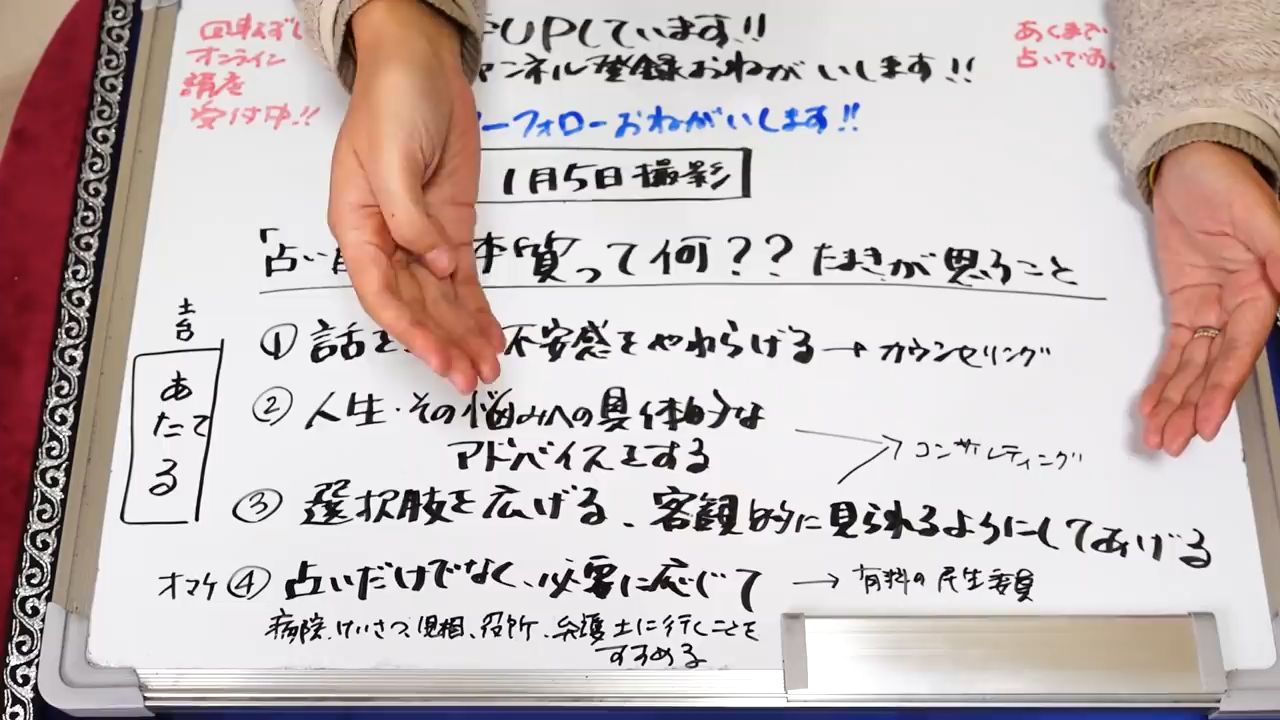 オンライン
講座
受付中!!
UPしています!!
ャンネル登録おねがいします!!
ーフォローおねがいします!!
あくまで
占いです。
1月5日撮影
「占い 本質って何?? たまきが思うこと
土台
あたてる
① 話を 不安感をやわらげる→カウンセリング
② 人生・その悩みへの具体的な
アドバイスをする
→コンサルティング
③ 選択肢を広げる、客観的に見られるようにしてあげる
オマケ ④ 占いだけでなく、必要に応じて → 有料の民生委員
病院、けいさつ、児相、役所、弁護士に行くことを
すすめる